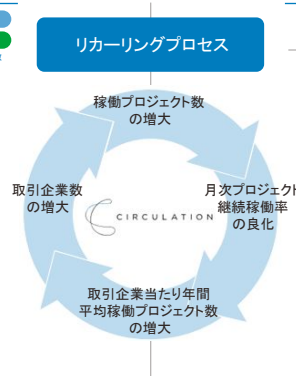 リカーリングプロセス
稼働プロジェクト数
の増大
取引企業数
の増大
CIRCULATION
月次プロジェクト
継続稼働率
の良化
取引企業当たり年間
平均稼働プロジェクト数
の増大